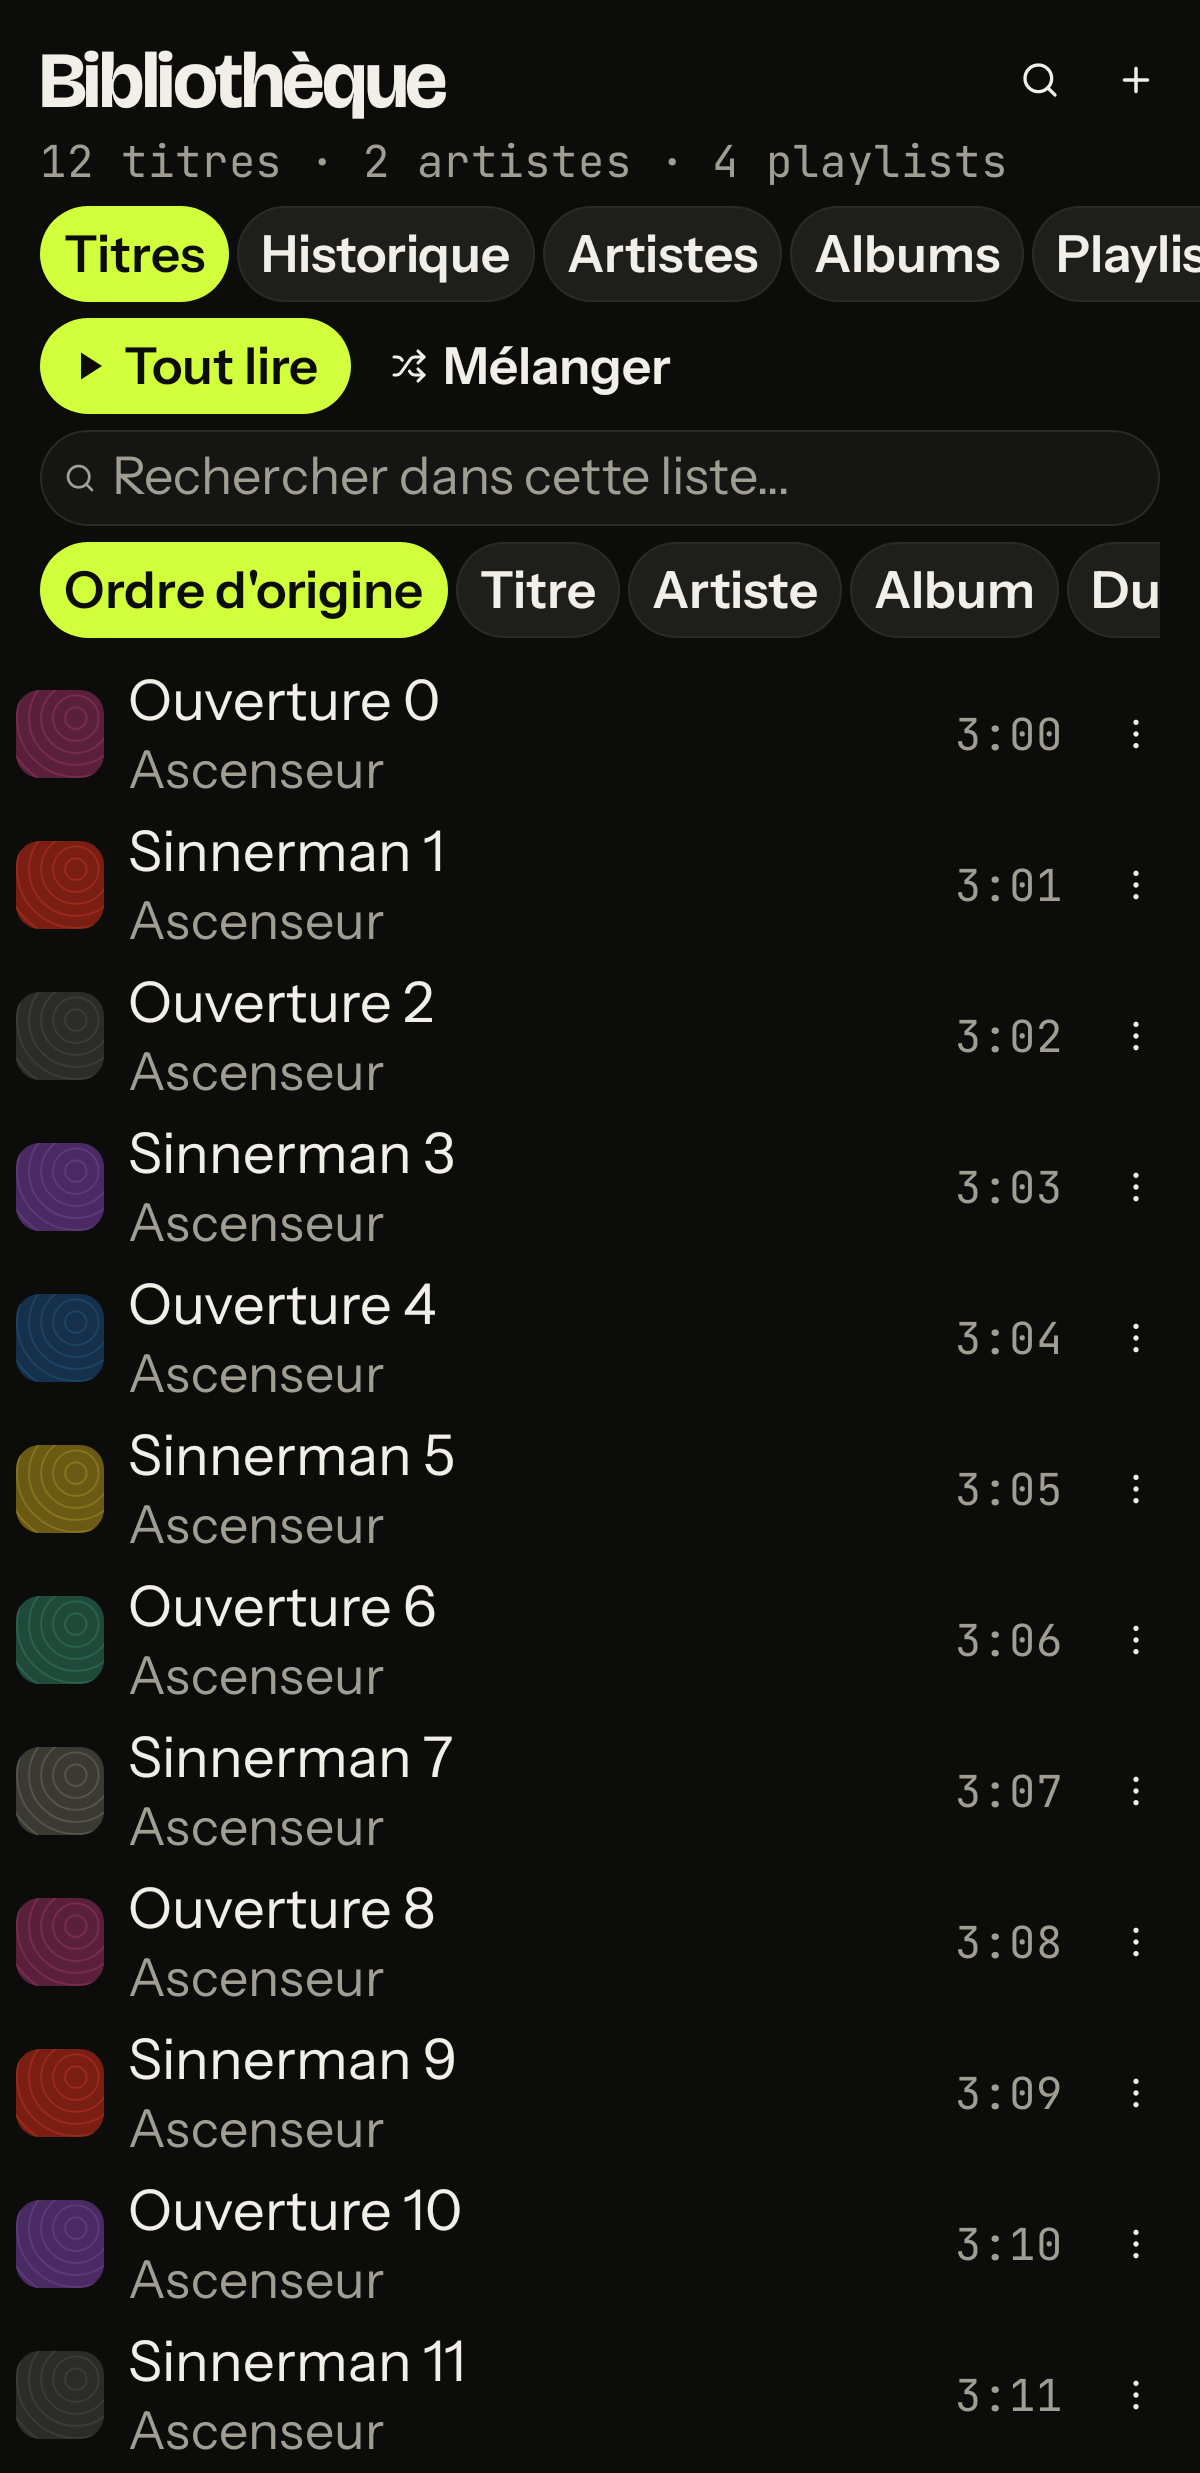 Bibliothèque
12 titres · 2 artistes · 4 playlists
Titres Historique Artistes Albums Playlis
Tout lire Mélanger
Rechercher dans cette liste...
Ordre d'origine Titre Artiste Album Du
Ouverture 0
Ascenseur
3:00
Sinnerman 1
Ascenseur
3:01
Ouverture 2
Ascenseur
3:02
Sinnerman 3
Ascenseur
3:03
Ouverture 4
Ascenseur
3:04
Sinnerman 5
Ascenseur
3:05
Ouverture 6
Ascenseur
3:06
Sinnerman 7
Ascenseur
3:07
Ouverture 8
Ascenseur
3:08
Sinnerman 9
Ascenseur
3:09
Ouverture 10
Ascenseur
3:10
Sinnerman 11
Ascenseur
3:11